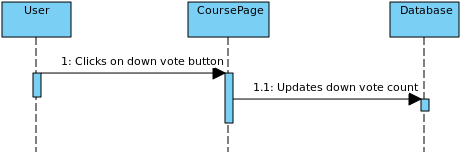 User
CoursePage
Database
1: Clicks on down vote button
1.1: Updates down vote count